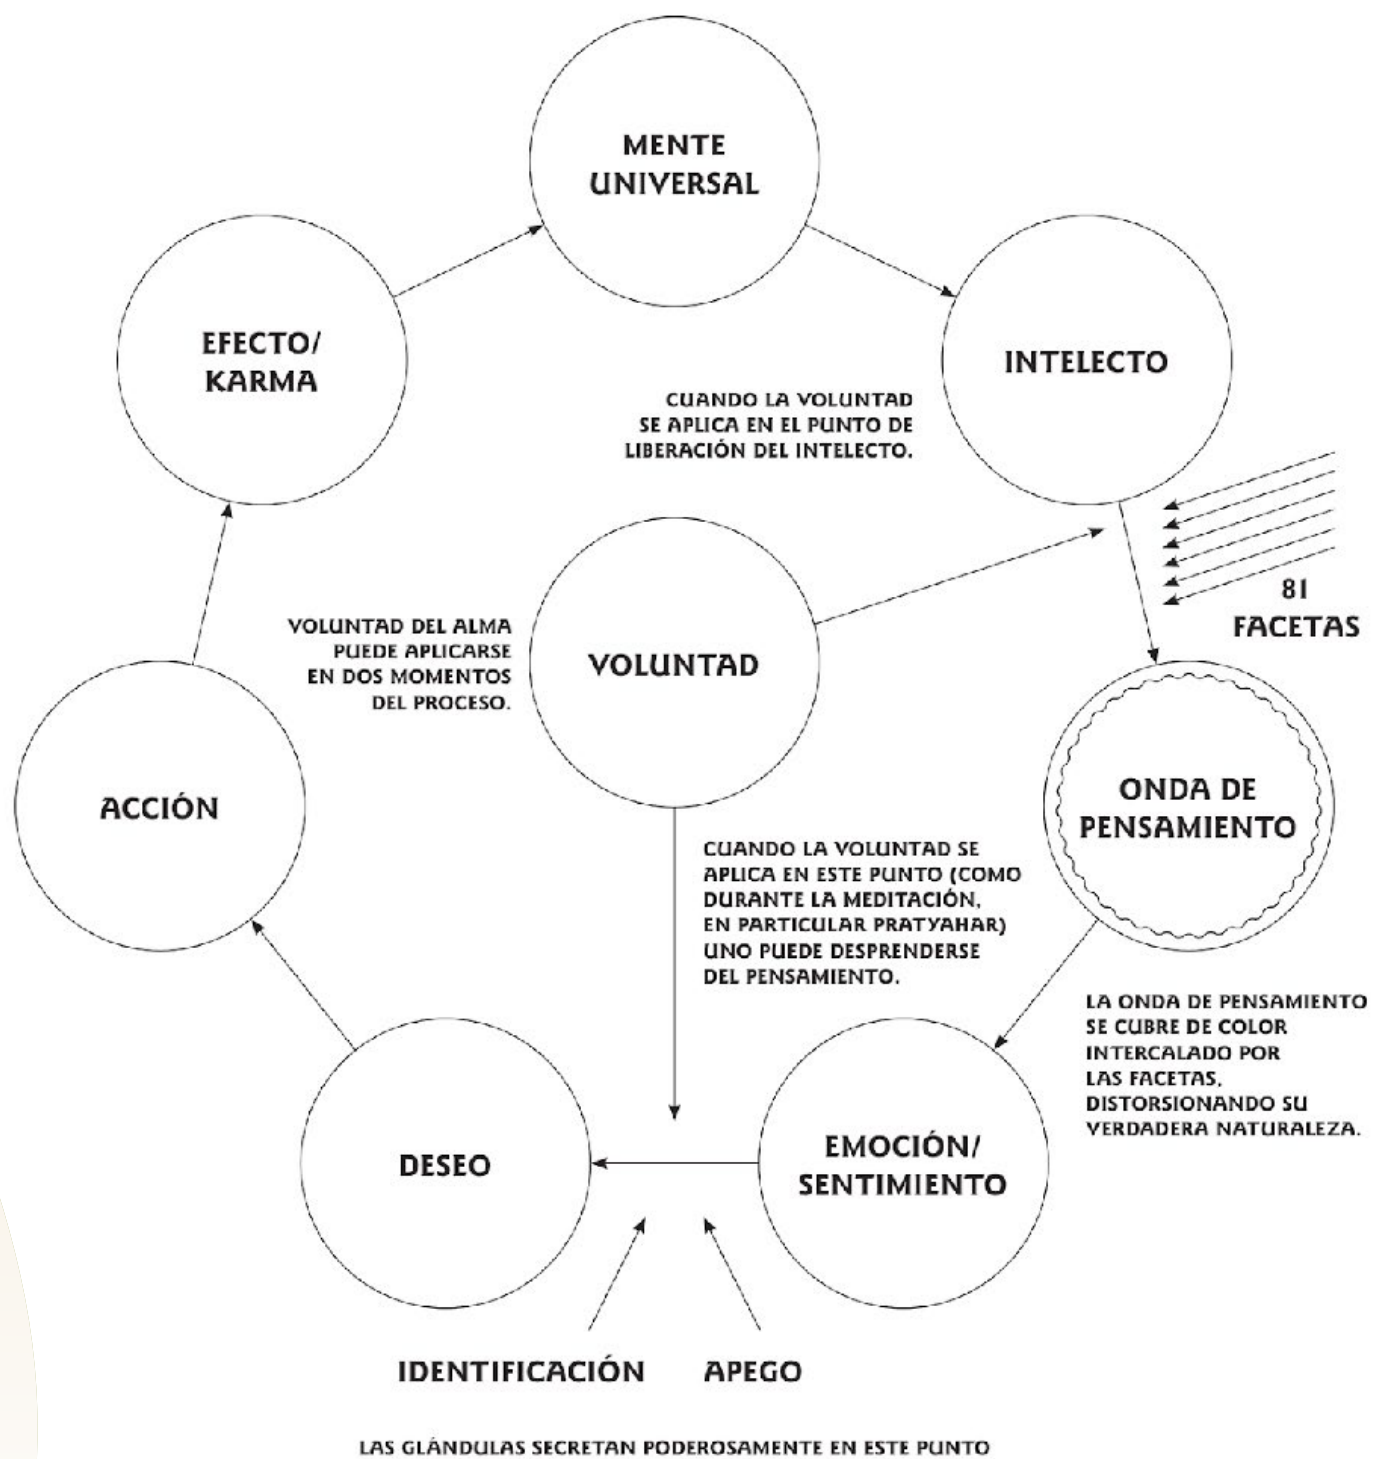 MENTE
UNIVERSAL
EFECTO/
KARMA
INTELECTO
CUANDO LA VOLUNTAD
SE APLICA EN EL PUNTO DE
LIBERACIÓN DEL INTELECTO.
81
FACETAS
VOLUNTAD DEL ALMA
PUEDE APLICARSE
EN DOS MOMENTOS
DEL PROCESO.
VOLUNTAD
ACCIÓN
ONDA DE
PENSAMIENTO
CUANDO LA VOLUNTAD SE
APLICA EN ESTE PUNTO (COMO
DURANTE LA MEDITACIÓN,
EN PARTICULAR PRATYAHAR)
UNO PUEDE DESPRENDERSE
DEL PENSAMIENTO.
LA ONDA DE PENSAMIENTO
SE CUBRE DE COLOR
INTERCALADO POR
LAS FACETAS,
DISTORSIONANDO SU
VERDADERA NATURALEZA.
DESEO
EMOCIÓN/
SENTIMIENTO
IDENTIFICACIÓN
APEGO
LAS GLÁNDULAS SECRETAN PODEROSAMENTE EN ESTE PUNTO